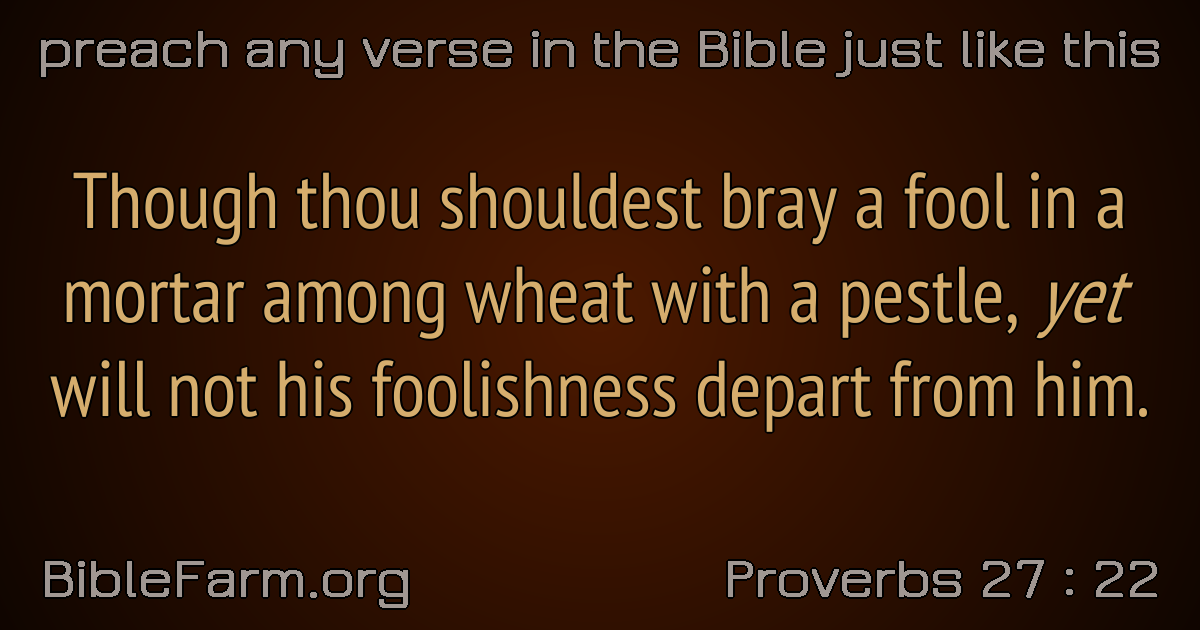 preach any verse in the Bible just like this
Though thou shouldest bray a fool in a
mortar among wheat with a pestle, yet
will not his foolishness depart from him.
BibleFarm.org
Proverbs 27 : 22